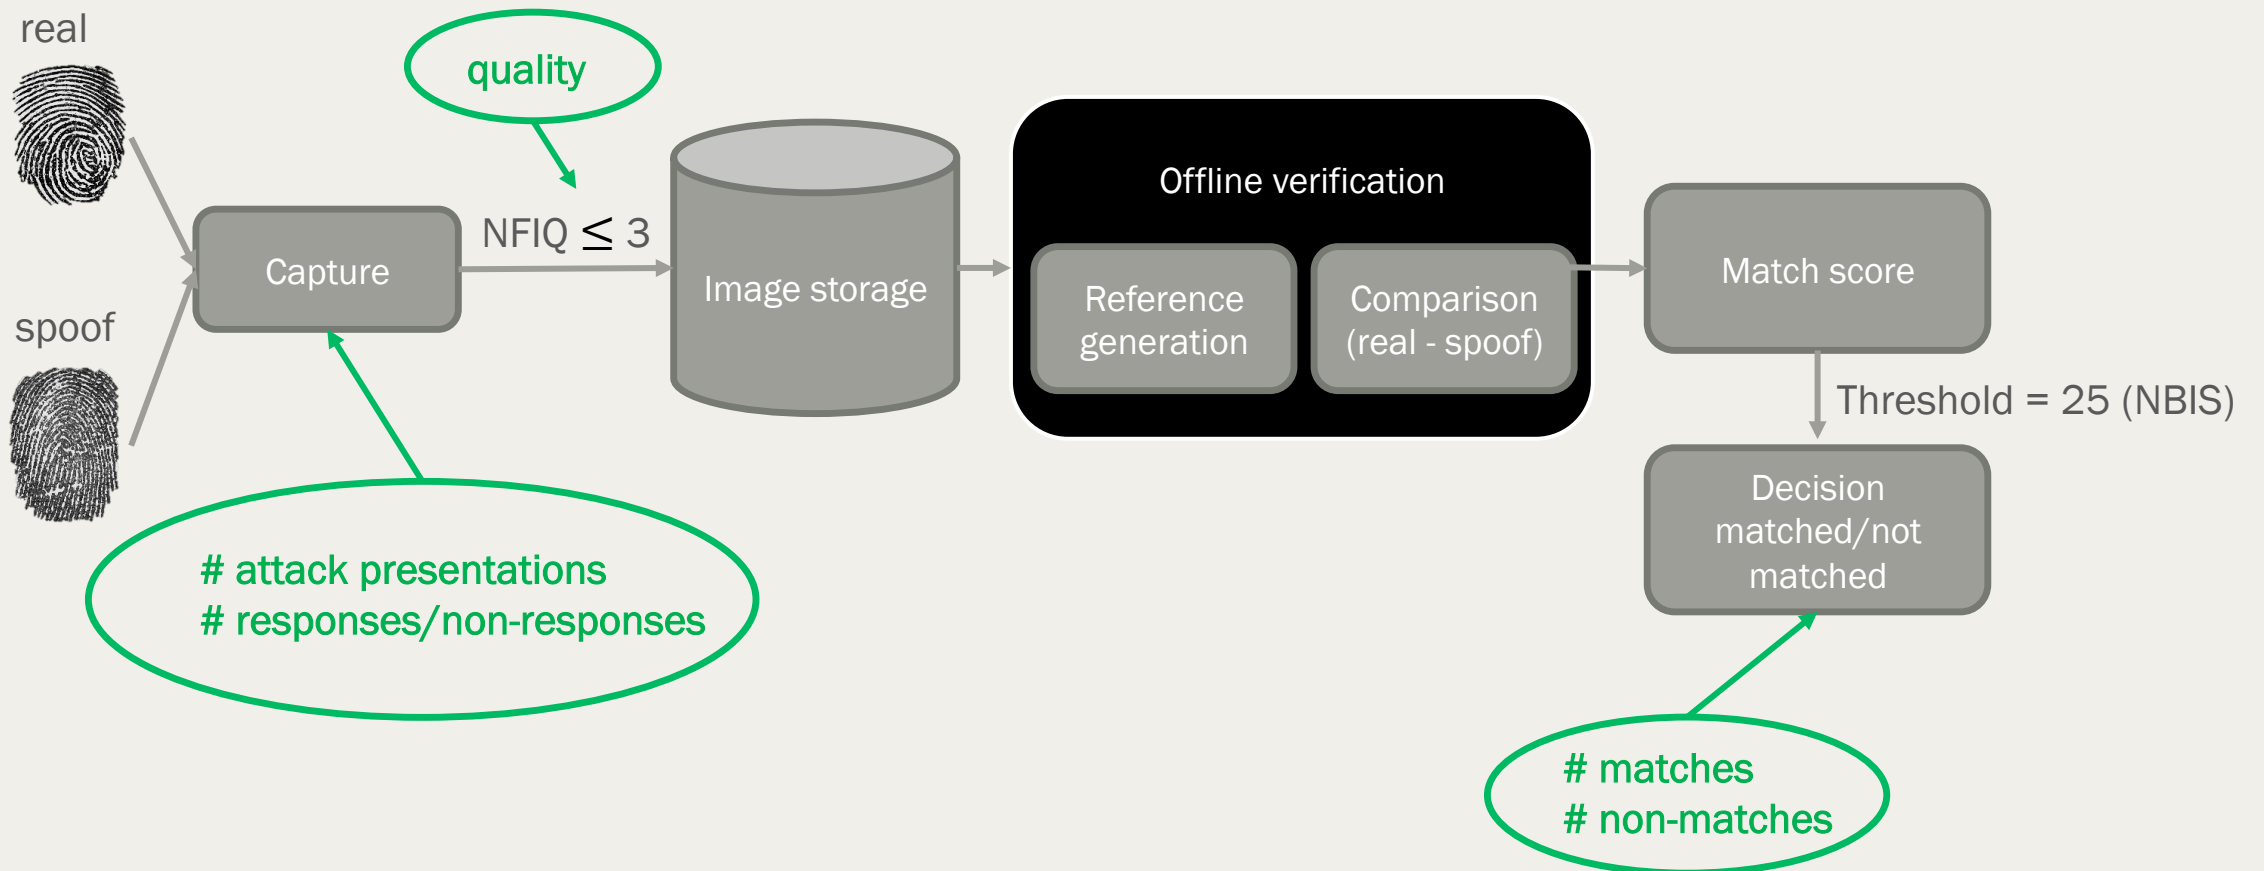 real
quality
NFIQ ≤ 3
Capture
spoof
Image storage
Offline verification
Reference
generation
Comparison
(real - spoof)
Match score
Threshold = 25 (NBIS)
Decision
matched/not
matched
# attack presentations
# responses/non-responses
# matches
# non-matches